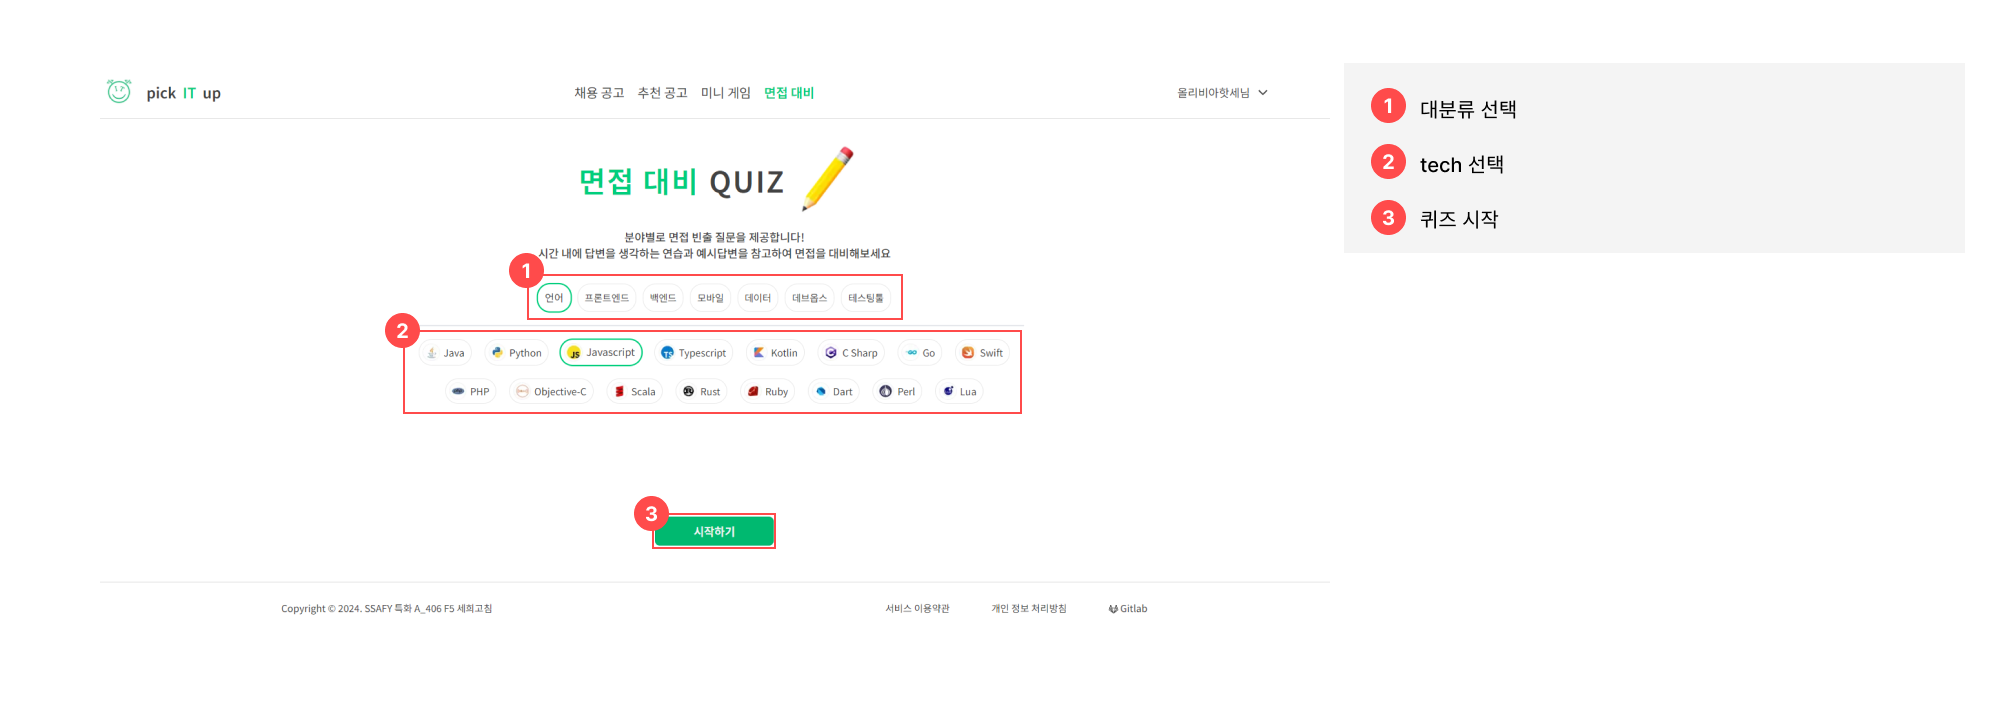 pick IT up
채용 공고 추천 공고 미니 게임 면접 대비
올리비아핫세님
면접 대비 QUIZ
분야별로 면접 빈출 질문을 제공합니다!
시간 내에 답변을 생각하는 연습과 예시답변을 참고하여 면접을 대비해보세요
1
언어 프론트엔드 백엔드 모바일 데이터 데브옵스 테스팅툴
2
Java Python JS Javascript TS Typescript Kotlin C Sharp Go Swift
PHP Objective-C Scala Rust Ruby Dart Perl Lua
3
시작하기
Copyright © 2024. SSAFY 특화 A_406 F5 세희고침
서비스 이용약관 개인 정보 처리방침 Gitlab
1 대분류 선택
2 tech 선택
3 퀴즈 시작